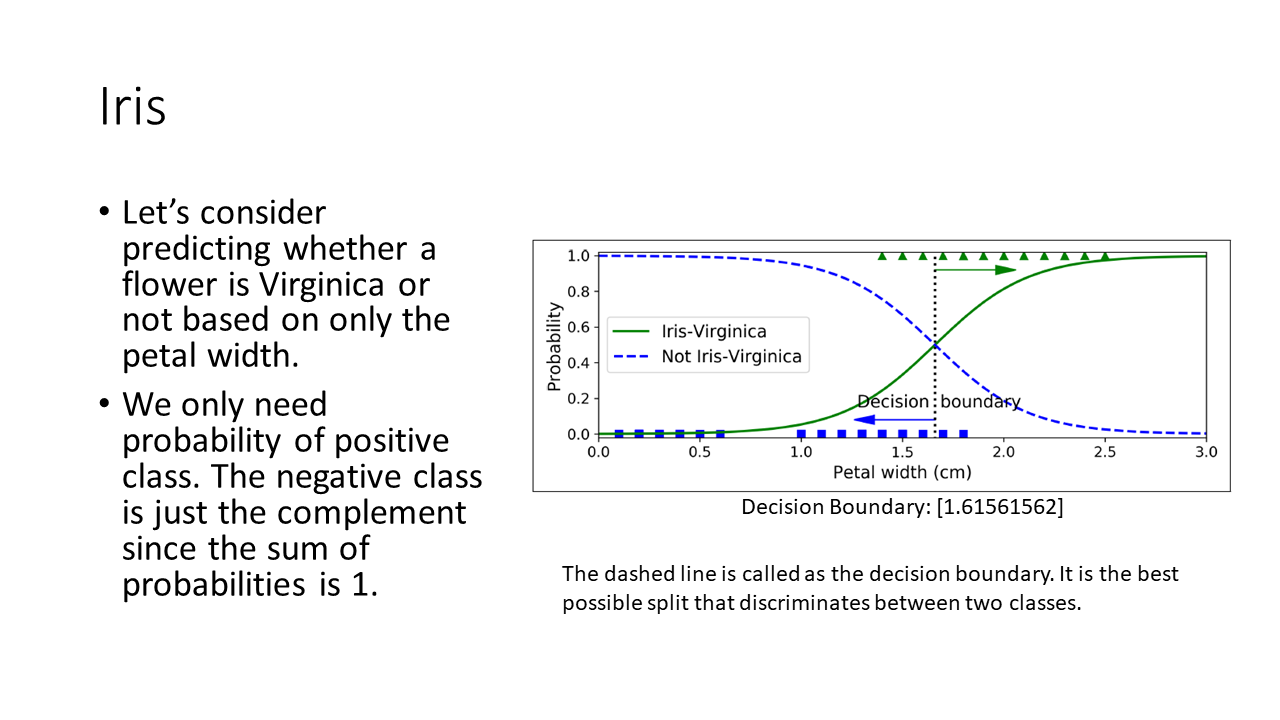 Iris
• Let’s consider
predicting whether a
flower is Virginica or
not based on only the
petal width.
• We only need
probability of positive
class. The negative class
is just the complement
since the sum of
probabilities is 1.
1.0
0.8
0.6
0.4
0.2
0.0
Probability
Iris-Virginica
Not Iris-Virginica
Decision boundary
0.0 0.5 1.0 1.5 2.0 2.5 3.0
Petal width (cm)
Decision Boundary: [1.61561562]
The dashed line is called as the decision boundary. It is the best
possible split that discriminates between two classes.